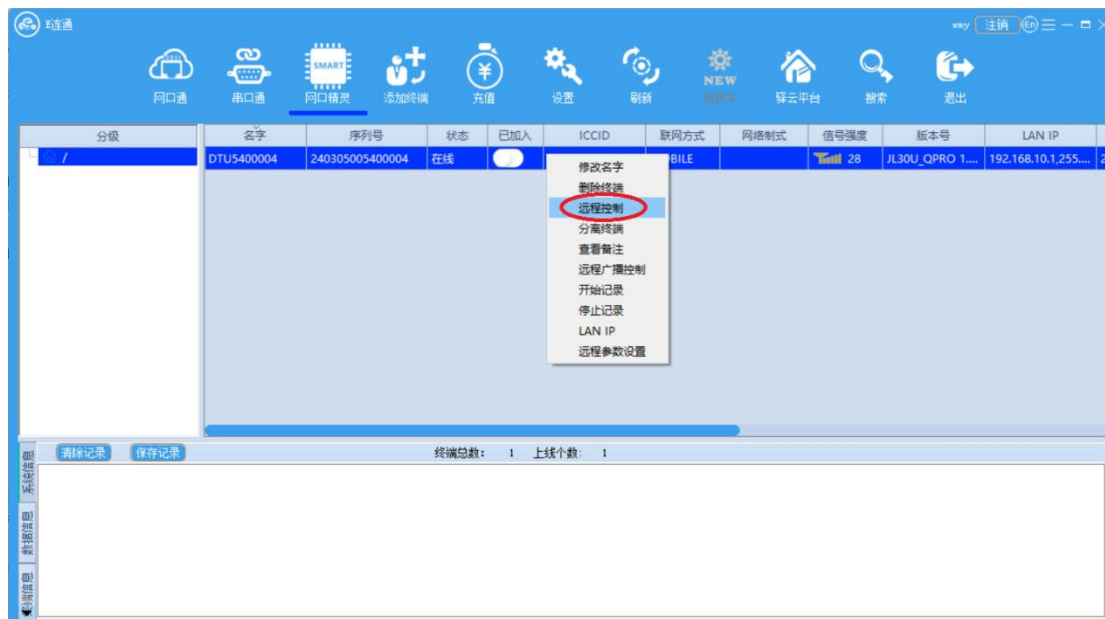 E连通 wmy 注销 En
SMART NEW
网口通 串口通 网口精灵 添加终端 充值 设置 刷新 驿云平台 搜索 退出
分级 名字 序列号 状态 已加入 ICCID 联网方式 网络制式 信号强度 版本号 LAN IP
/ DTU5400004 240305005400004 在线 BILE 28 JL30U_QPRO 1.... 192.168.10.1,255.... 2
修改名字
删除终端
远程控制
分离终端
查看备注
远程广播控制
开始记录
停止记录
LAN IP
远程参数设置
清除记录 保存记录 终端总数: 1 上线个数: 1
系统信息
数据信息
终端信息